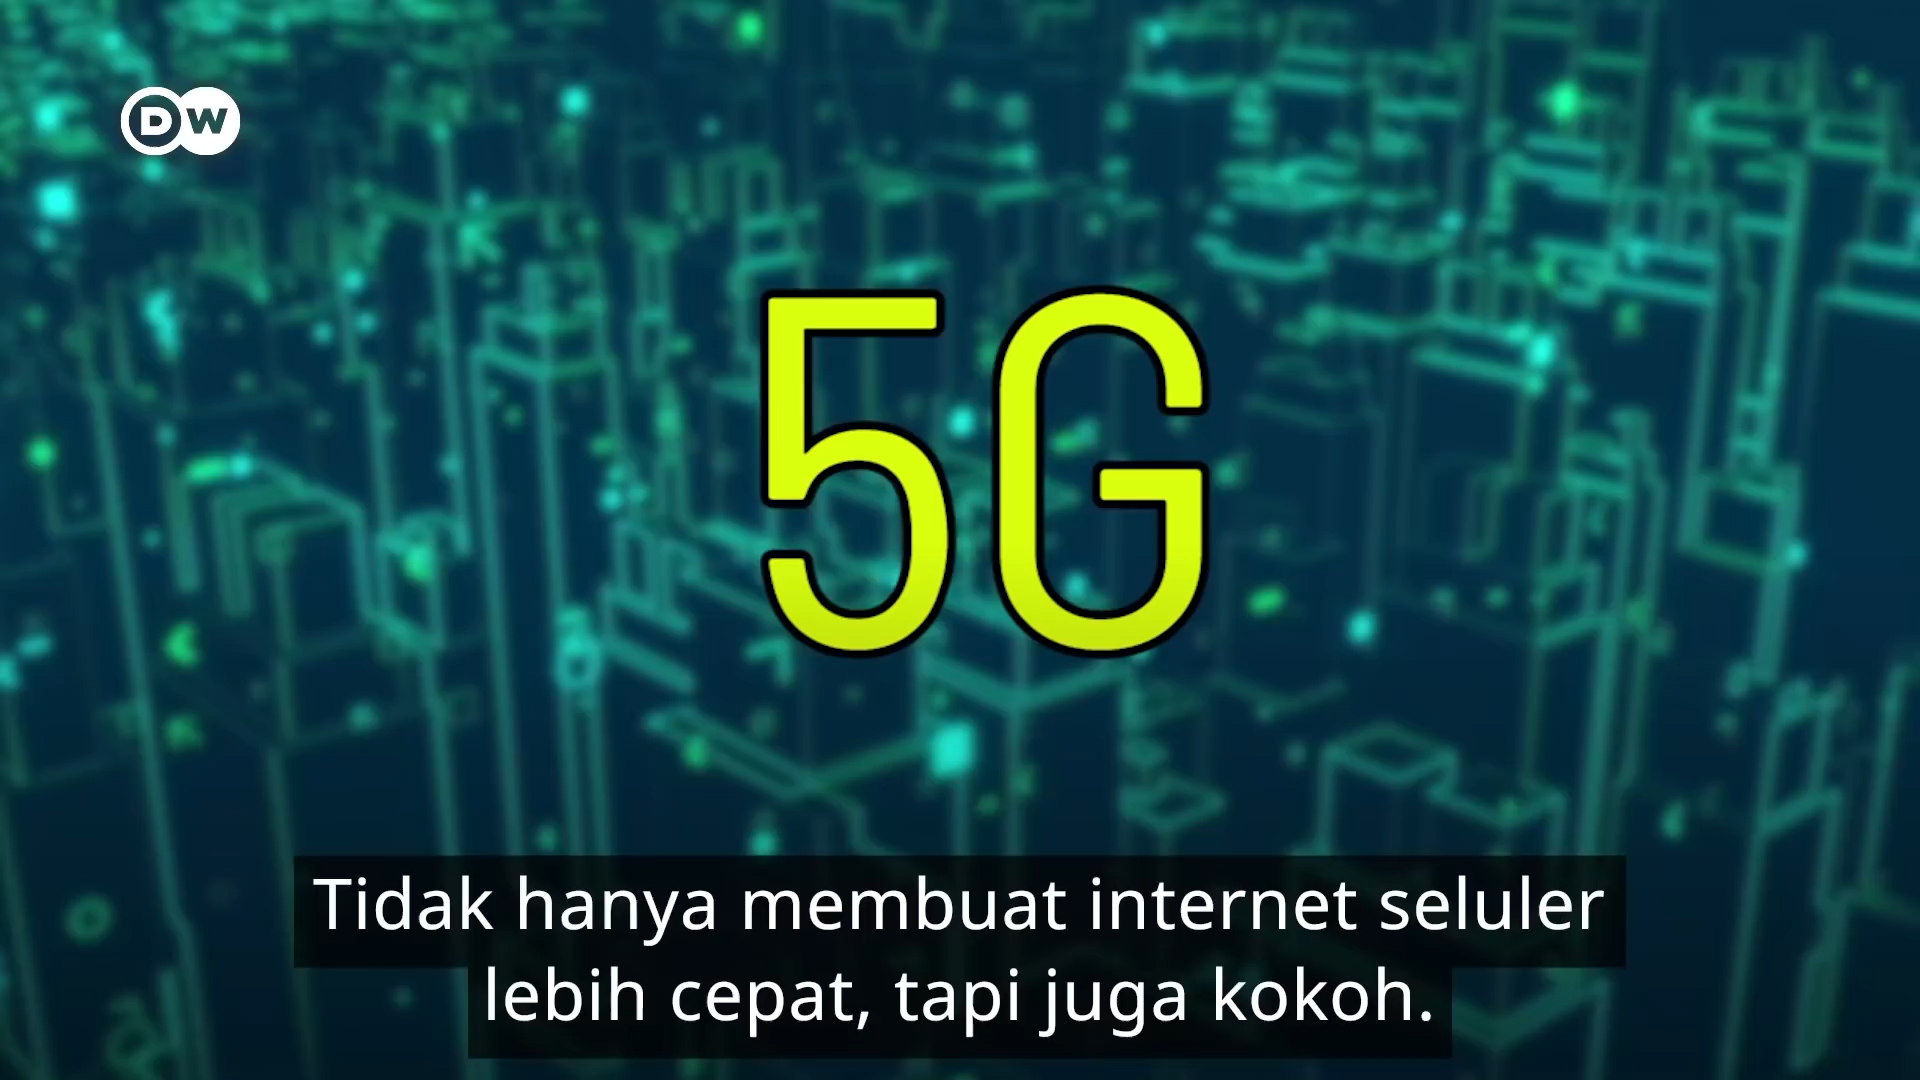 DW
5G
Tidak hanya membuat internet seluler
lebih cepat, tapi juga kokoh.